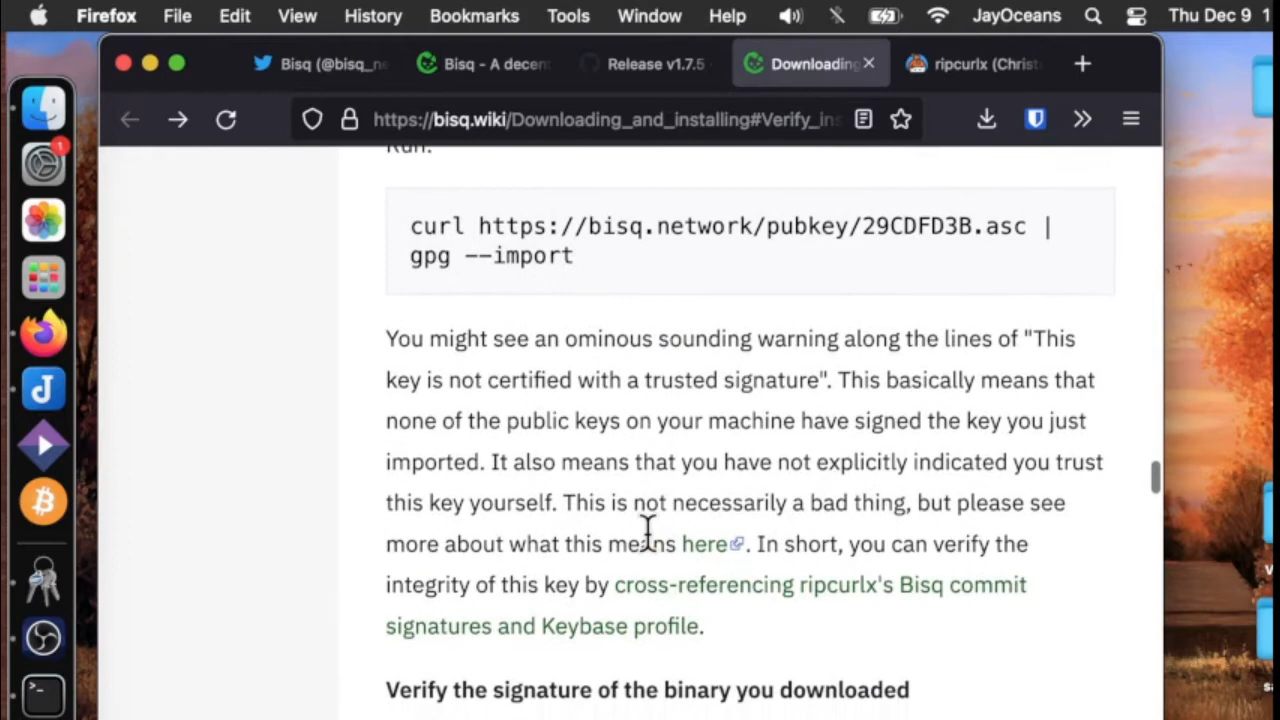 Firefox File Edit View History Bookmarks Tools Window Help JayOceans Thu Dec 9 1
Bisq (@bisq_ne Bisq - A decen Release v1.7.5 Downloading ripcurlx (Christ
https://bisq.wiki/Downloading_and_installing#Verify_ins
Run:
curl https://bisq.network/pubkey/29CDFD3B.asc |
gpg --import
You might see an ominous sounding warning along the lines of "This
key is not certified with a trusted signature". This basically means that
none of the public keys on your machine have signed the key you just
imported. It also means that you have not explicitly indicated you trust
this key yourself. This is not necessarily a bad thing, but please see
more about what this means here. In short, you can verify the
integrity of this key by cross-referencing ripcurlx's Bisq commit
signatures and Keybase profile.
Verify the signature of the binary you downloaded